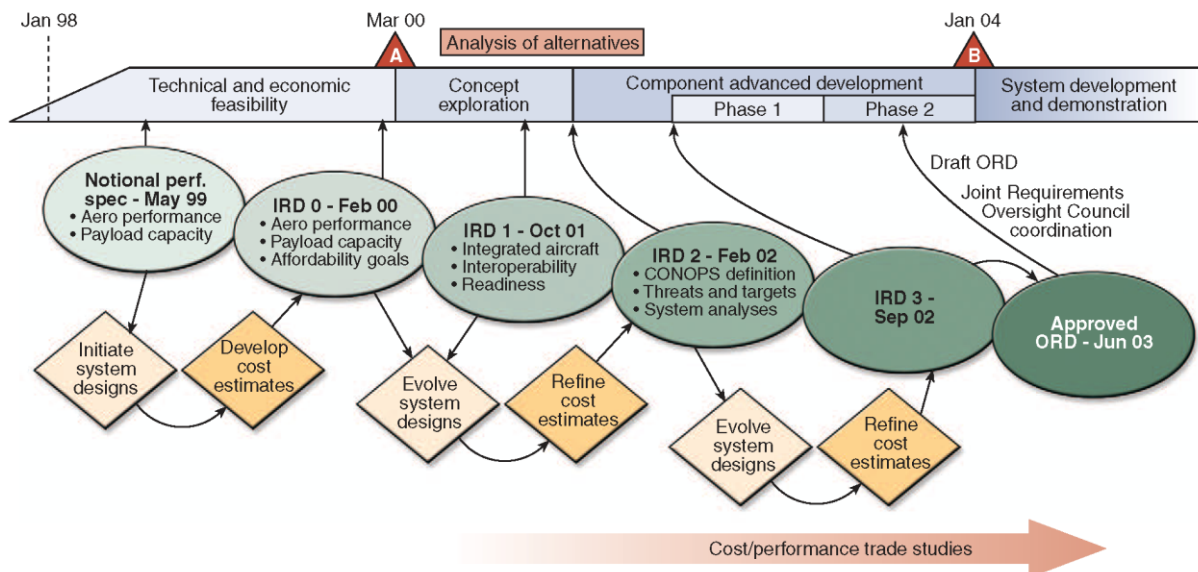 Jan 98
Mar 00
Jan 04
A
Analysis of alternatives
B
Technical and economic
feasibility
Concept
exploration
Component advanced development
Phase 1
Phase 2
System development
and demonstration
Notional perf.
spec - May 99
• Aero performance
• Payload capacity
IRD 0 - Feb 00
• Aero performance
• Payload capacity
• Affordability goals
IRD 1 - Oct 01
• Integrated aircraft
• Interoperability
• Readiness
IRD 2 - Feb 02
• CONOPS definition
• Threats and targets
• System analyses
IRD 3 -
Sep 02
Draft ORD
Joint Requirements
Oversight Council
coordination
Approved
ORD - Jun 03
Initiate
system
designs
Develop
cost
estimates
Evolve
system
designs
Refine
cost
estimates
Evolve
system
designs
Refine
cost
estimates
Cost/performance trade studies